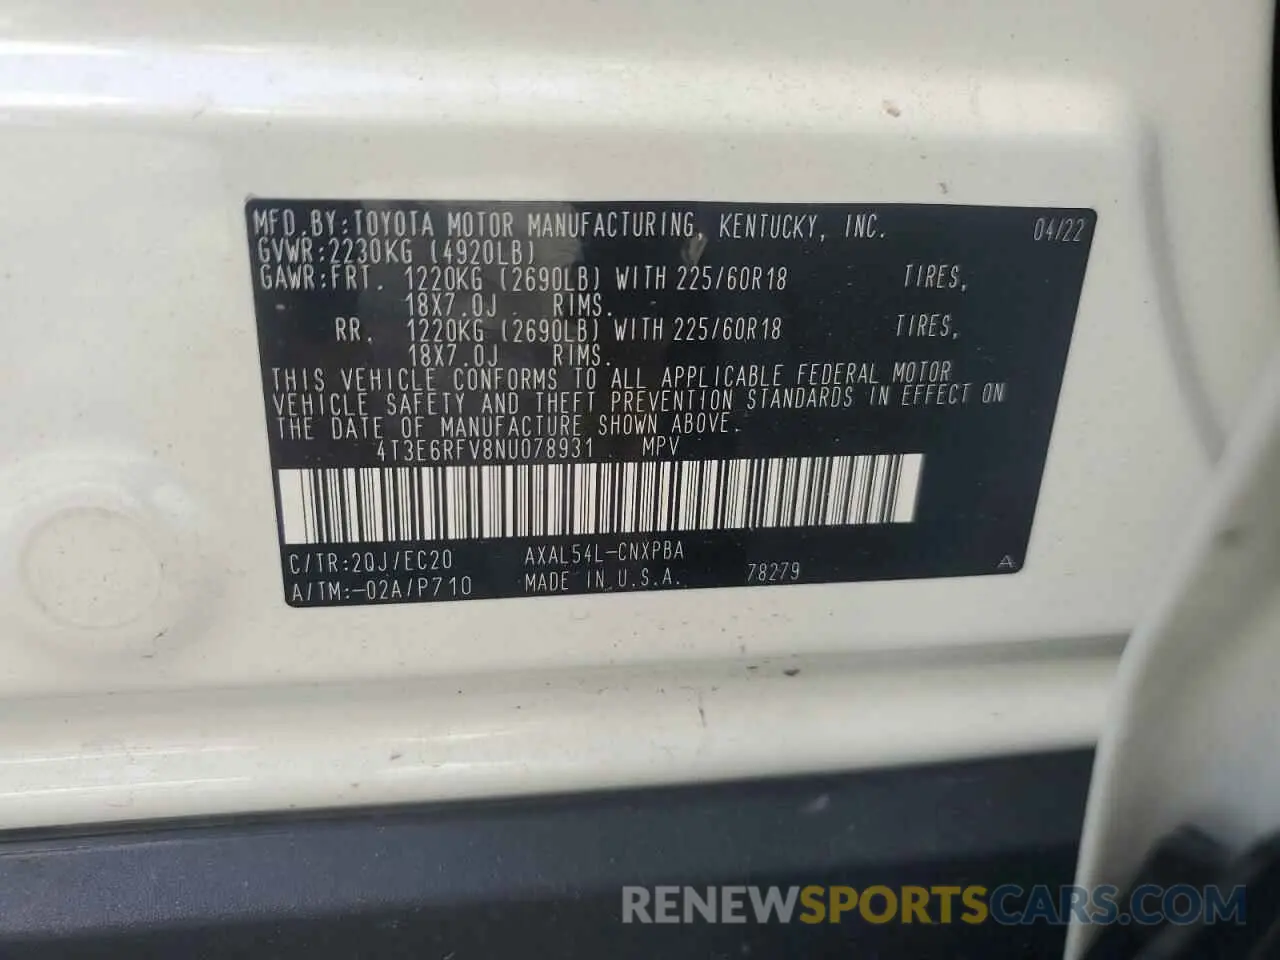 MFD.BY:TOYOTA MOTOR MANUFACTURING, KENTUCKY, INC. 04/22
GVWR:2230KG (4920LB)
GAWR:FRT. 1220KG (2690LB) WITH 225/60R18 TIRES,
18X7.0J RIMS.
RR. 1220KG (2690LB) WITH 225/60R18 TIRES,
18X7.0J RIMS.
THIS VEHICLE CONFORMS TO ALL APPLICABLE FEDERAL MOTOR
VEHICLE SAFETY AND THEFT PREVENTION STANDARDS IN EFFECT ON
THE DATE OF MANUFACTURE SHOWN ABOVE.
4T3E6RFV8NU078931 MPV
C/TR:2QJ/EC20 AXAL54L-CNXPBA
A/TM:-02A/P710 MADE IN U.S.A. 78279 A
RENEWSPORTSCARS.COM